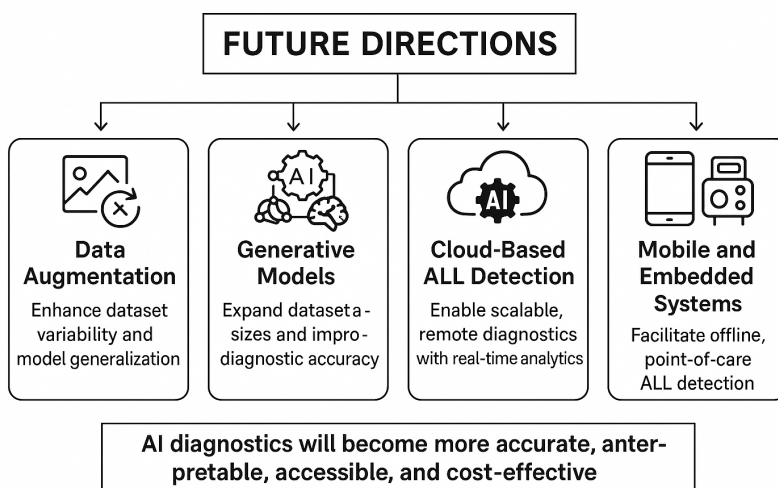 FUTURE DIRECTIONS
AI
AI
Data
Augmentation
Enhance dataset
variability and
model generalization
Generative
Models
Expand dataset a-
sizes and impro-
diagnostic accuracy
Cloud-Based
ALL Detection
Enable scalable,
remote diagnostics
with real-time analytics
Mobile and
Embedded
Systems
Facilitate offline,
point-of-care
ALL detection
AI diagnostics will become more accurate, anter-
pretable, accessible, and cost-effective